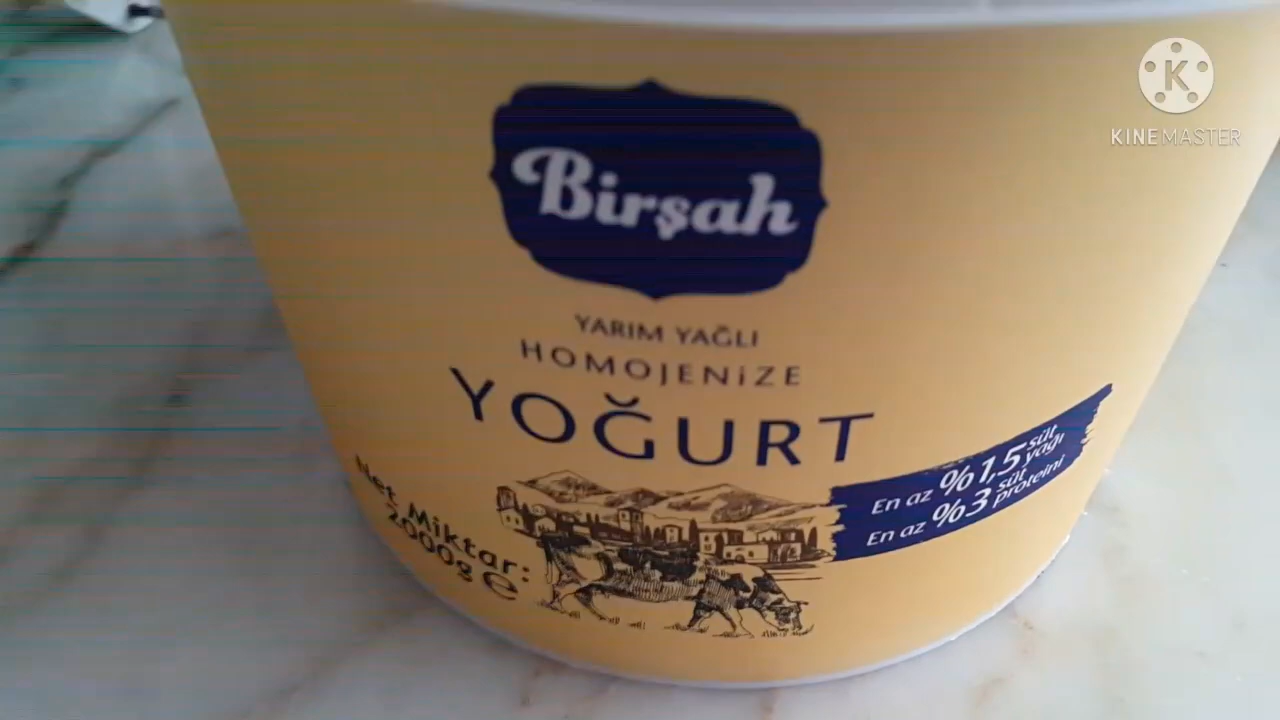 KINEMASTER
Birşah
YARIM YAĞLI
HOMOJENİZE
YOĞURT
En az %1,5 süt yağı
En az %3 süt proteini
Net Miktar:
2000g ℮